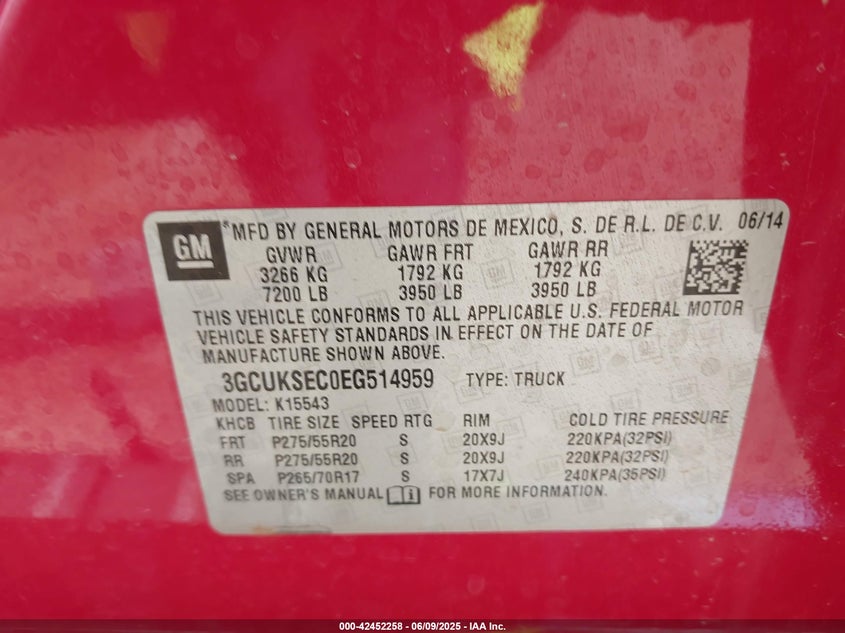 GM
MFD BY GENERAL MOTORS DE MEXICO, S. DE R.L. DE C.V. 06/14
GVWR GAWR FRT GAWR RR
3266 KG 1792 KG 1792 KG
7200 LB 3950 LB 3950 LB
THIS VEHICLE CONFORMS TO ALL APPLICABLE U.S. FEDERAL MOTOR
VEHICLE SAFETY STANDARDS IN EFFECT ON THE DATE OF
MANUFACTURE SHOWN ABOVE.
3GCUKSEC0EG514959 TYPE: TRUCK
MODEL: K15543
KHCB TIRE SIZE SPEED RTG RIM COLD TIRE PRESSURE
FRT P275/55R20 S 20X9J 220KPA(32PSI)
RR P275/55R20 S 20X9J 220KPA(32PSI)
SPA P265/70R17 S 17X7J 240KPA(35PSI)
SEE OWNER'S MANUAL FOR MORE INFORMATION.
000-42452258 - 06/09/2025 - IAA Inc.